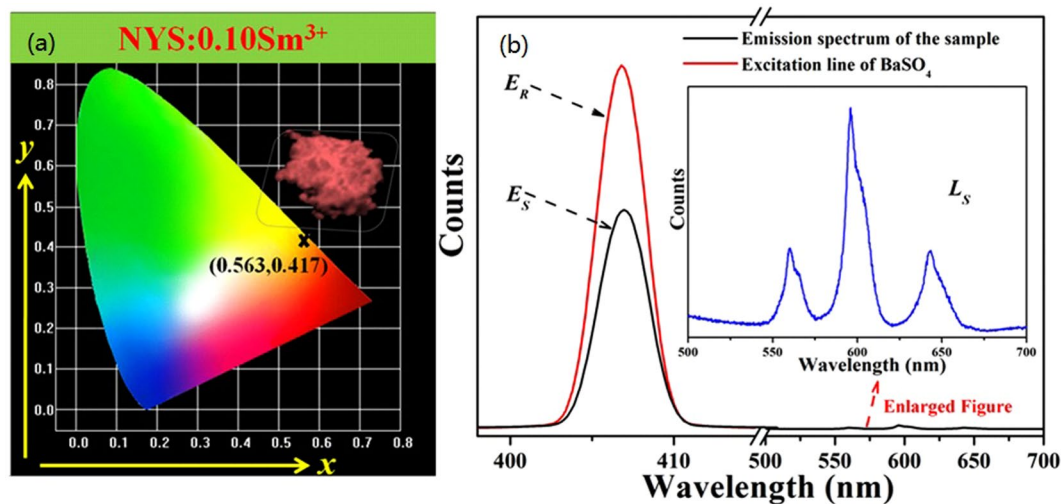 (a)
NYS:0.10Sm³⁺
0.8
0.7
0.6
0.5
0.4
0.3
0.2
0.1
0.0
y
(0.563,0.417)
0.0 0.1 0.2 0.3 0.4 0.5 0.6 0.7 0.8
x
(b)
Emission spectrum of the sample
Excitation line of BaSO₄
E_R
E_S
Counts
Counts
L_S
500 550 600 650 700
Wavelength (nm)
Enlarged Figure
400 410 500 550 600 650 700
Wavelength (nm)